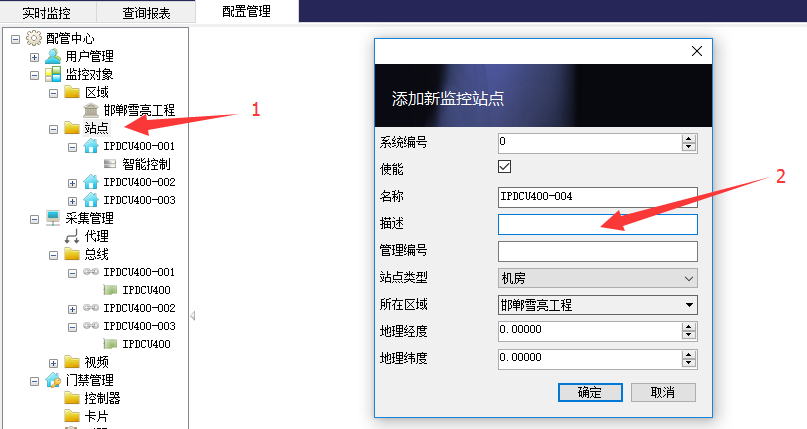 实时监控 查询报表 配置管理
配管中心
用户管理
监控对象
区域
邯郸雪亮工程
站点
IPDCU400-001
智能控制
IPDCU400-002
IPDCU400-003
采集管理
代理
总线
IPDCU400-001
IPDCU400
IPDCU400-002
IPDCU400-003
IPDCU400
视频
门禁管理
控制器
卡片
1
添加新监控站点
系统编号 0
使能
名称 IPDCU400-004
描述
2
管理编号
站点类型 机房
所在区域 邯郸雪亮工程
地理经度 0.00000
地理纬度 0.00000
确定 取消